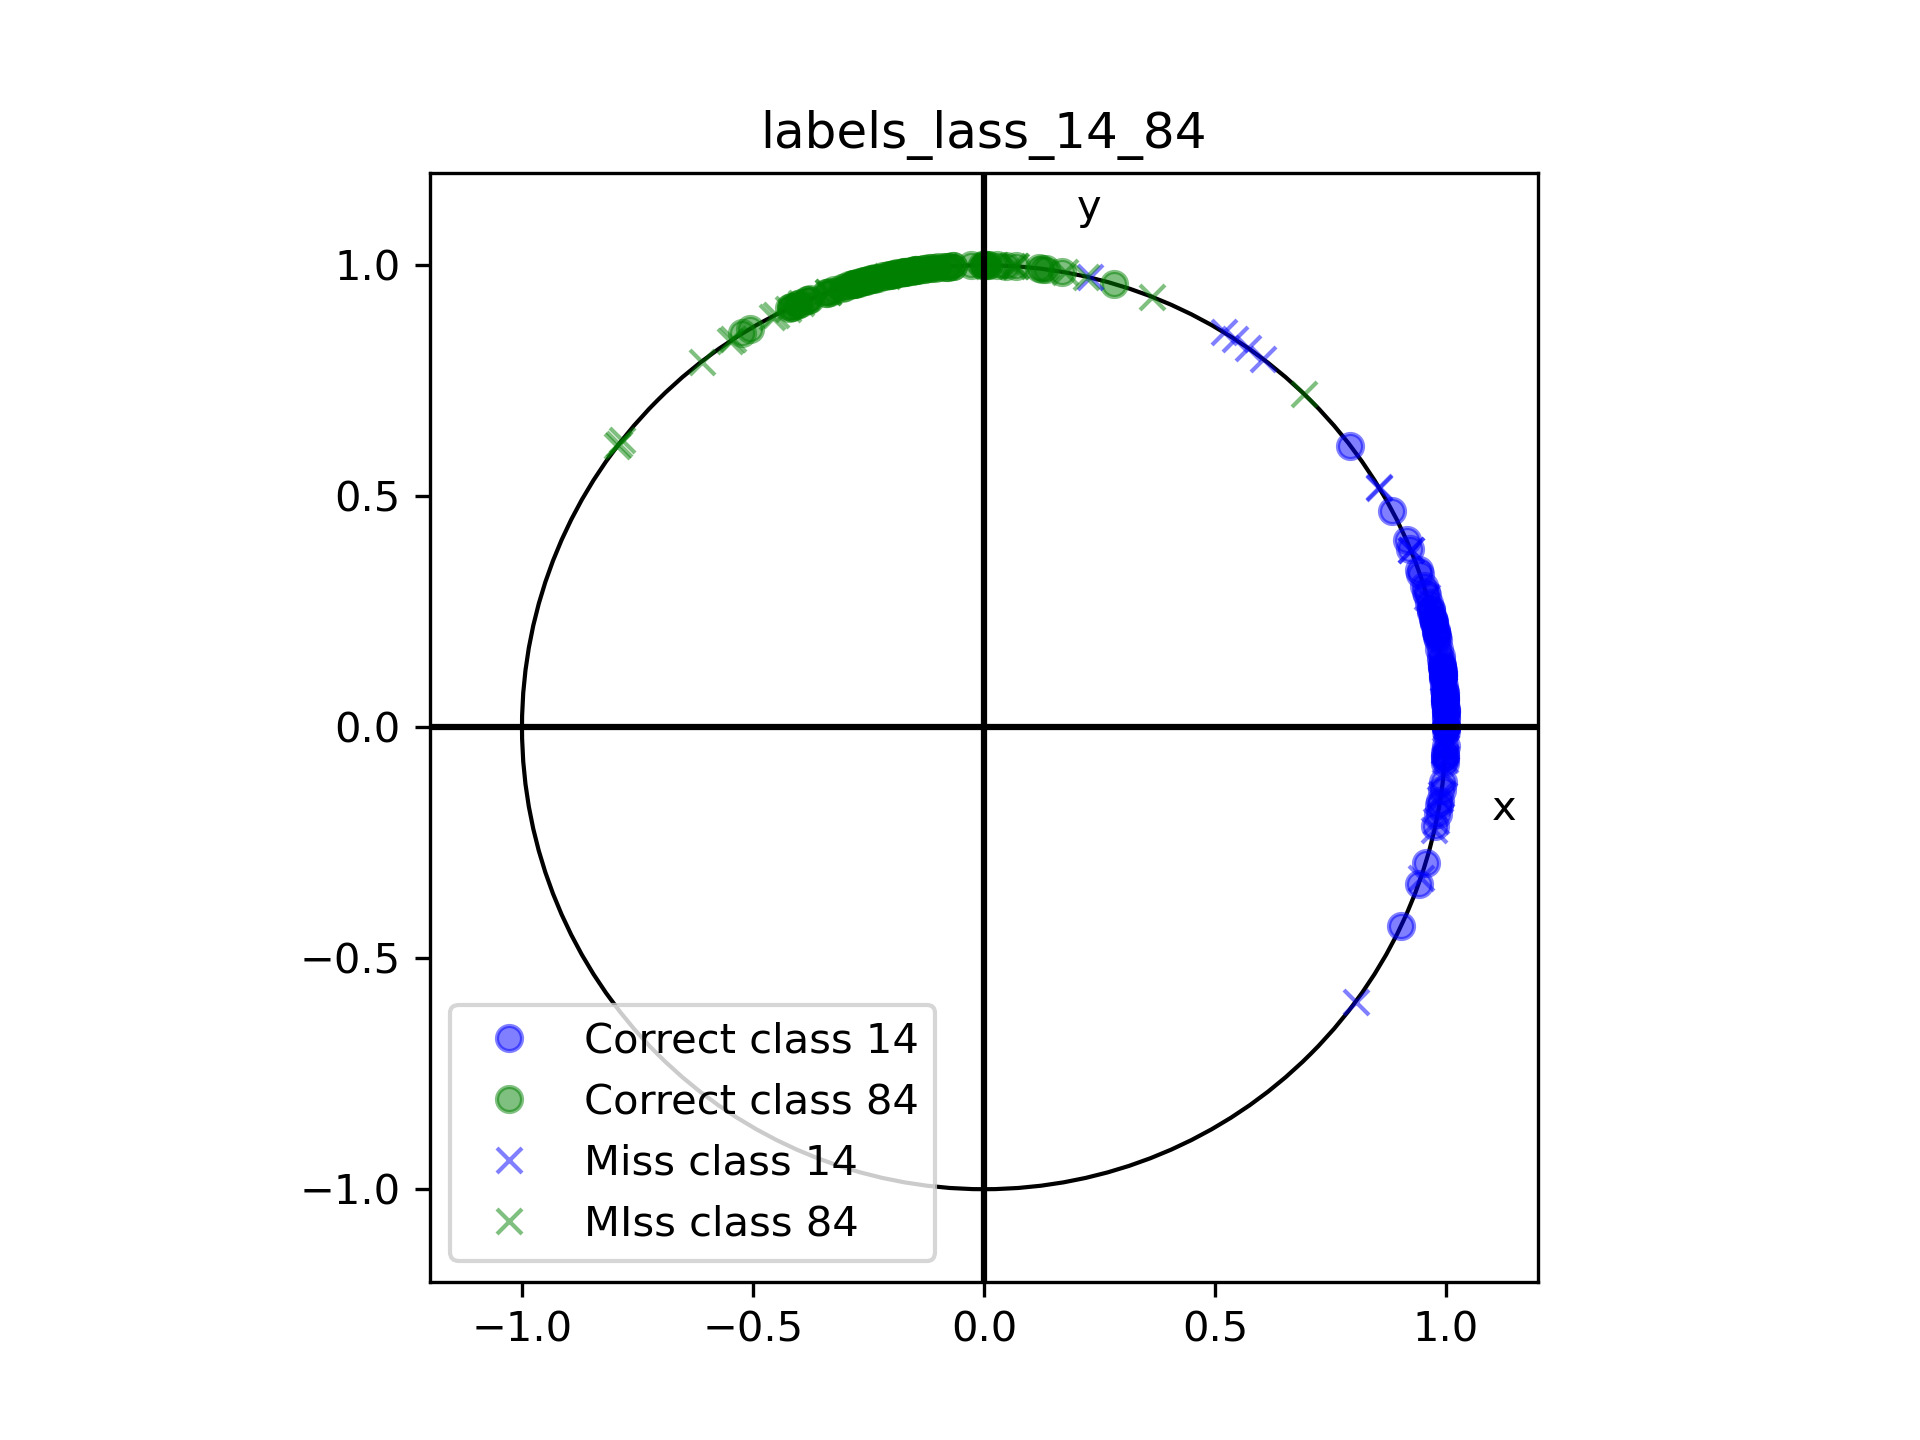 labels_lass_14_84
y
1.0
0.5
0.0
x
−0.5
−1.0
Correct class 14
Correct class 84
Miss class 14
MIss class 84
−1.0 −0.5 0.0 0.5 1.0